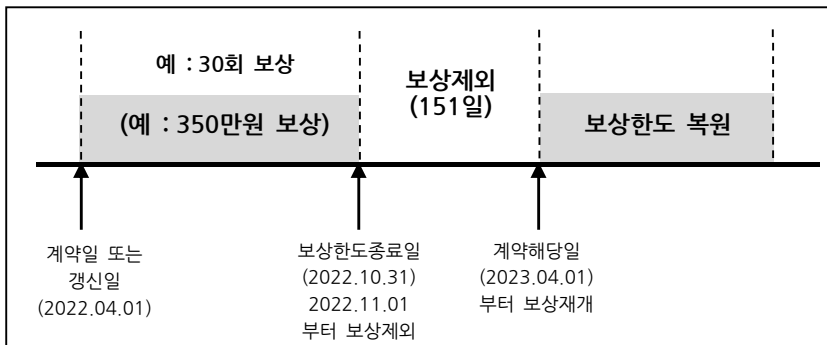 예 : 30회 보상
(예 : 350만원 보상)
보상제외
(151일)
보상한도 복원
계약일 또는
갱신일
(2022.04.01)
보상한도종료일
(2022.10.31)
2022.11.01
부터 보상제외
계약해당일
(2023.04.01)
부터 보상재개